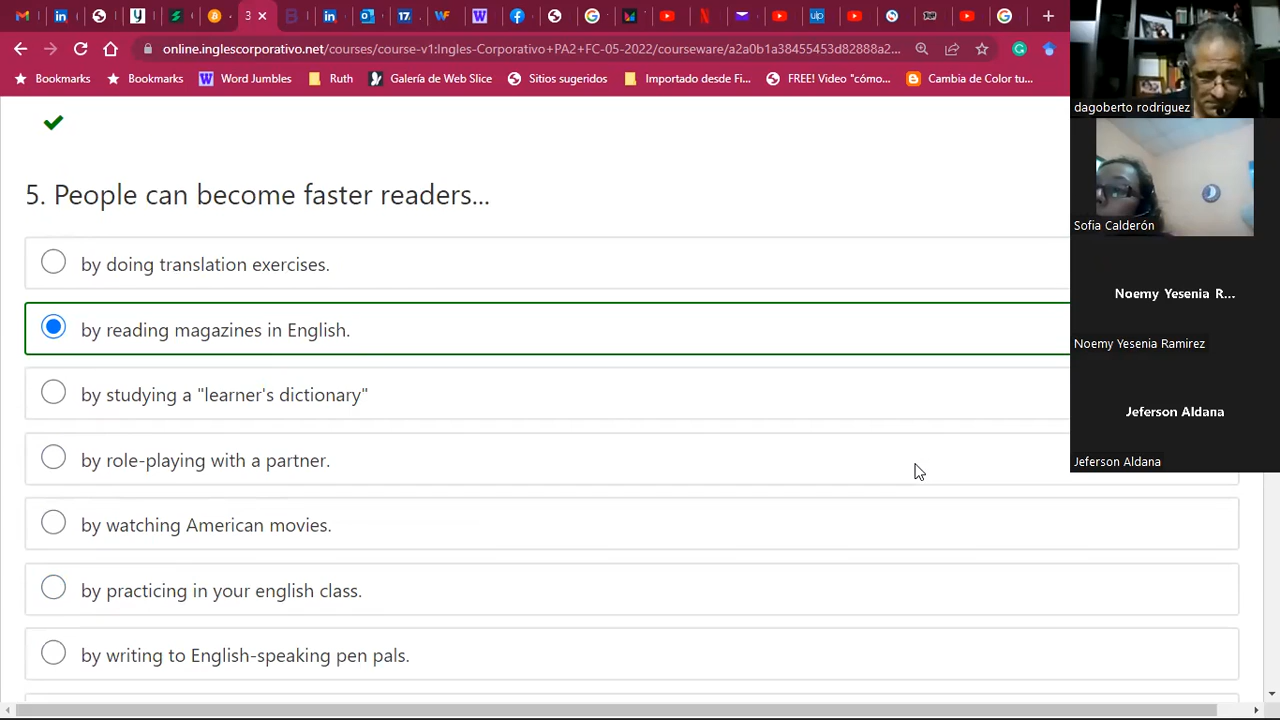 3
17
WF
W
uip
online.inglescorporativo.net/courses/course-v1:Ingles-Corporativo+PA2+FC-05-2022/courseware/a2a0b1a38455453d82888a2...
Bookmarks Bookmarks Word Jumbles Ruth Galería de Web Slice Sitios sugeridos Importado desde Fi... FREE! Video "cómo... Cambia de Color tu...
dagoberto rodriguez
Sofia Calderón
Noemy Yesenia R...
Noemy Yesenia Ramirez
Jeferson Aldana
Jeferson Aldana
5. People can become faster readers...
by doing translation exercises.
by reading magazines in English.
by studying a "learner's dictionary"
by role-playing with a partner.
by watching American movies.
by practicing in your english class.
by writing to English-speaking pen pals.